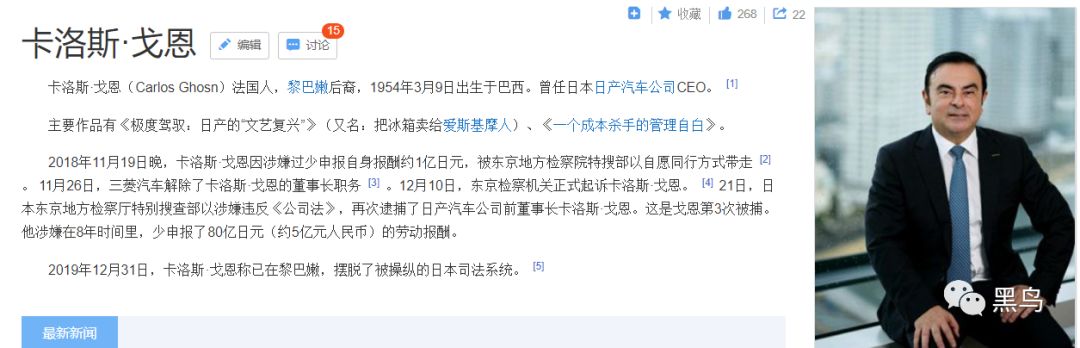 收藏 268 22
卡洛斯·戈恩 编辑 讨论 15
卡洛斯·戈恩（Carlos Ghosn）法国人，黎巴嫩后裔，1954年3月9日出生于巴西。曾任日本日产汽车公司CEO。 [1]
主要作品有《极度驾驭：日产的“文艺复兴”》（又名：把冰箱卖给爱斯基摩人）、《一个成本杀手的管理自白》。
2018年11月19日晚，卡洛斯·戈恩因涉嫌过少申报自身报酬约1亿日元，被东京地方检察院特搜部以自愿同行方式带走 [2]
。 11月26日，三菱汽车解除了卡洛斯·戈恩的董事长职务 [3] 。12月10日，东京检察机关正式起诉卡洛斯·戈恩。 [4] 21日，日
本东京地方检察厅特别搜查部以涉嫌违反《公司法》，再次逮捕了日产汽车公司前董事长卡洛斯·戈恩。这是戈恩第3次被捕。
他涉嫌在8年时间里，少申报了80亿日元（约5亿元人民币）的劳动报酬。
2019年12月31日，卡洛斯·戈恩称已在黎巴嫩，摆脱了被操纵的日本司法系统。 [5]
最新新闻
黑鸟